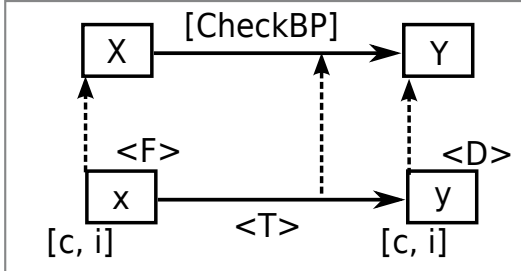 [CheckBP]
X
Y
<F>
<D>
x
y
<T>
[c, i]
[c, i]